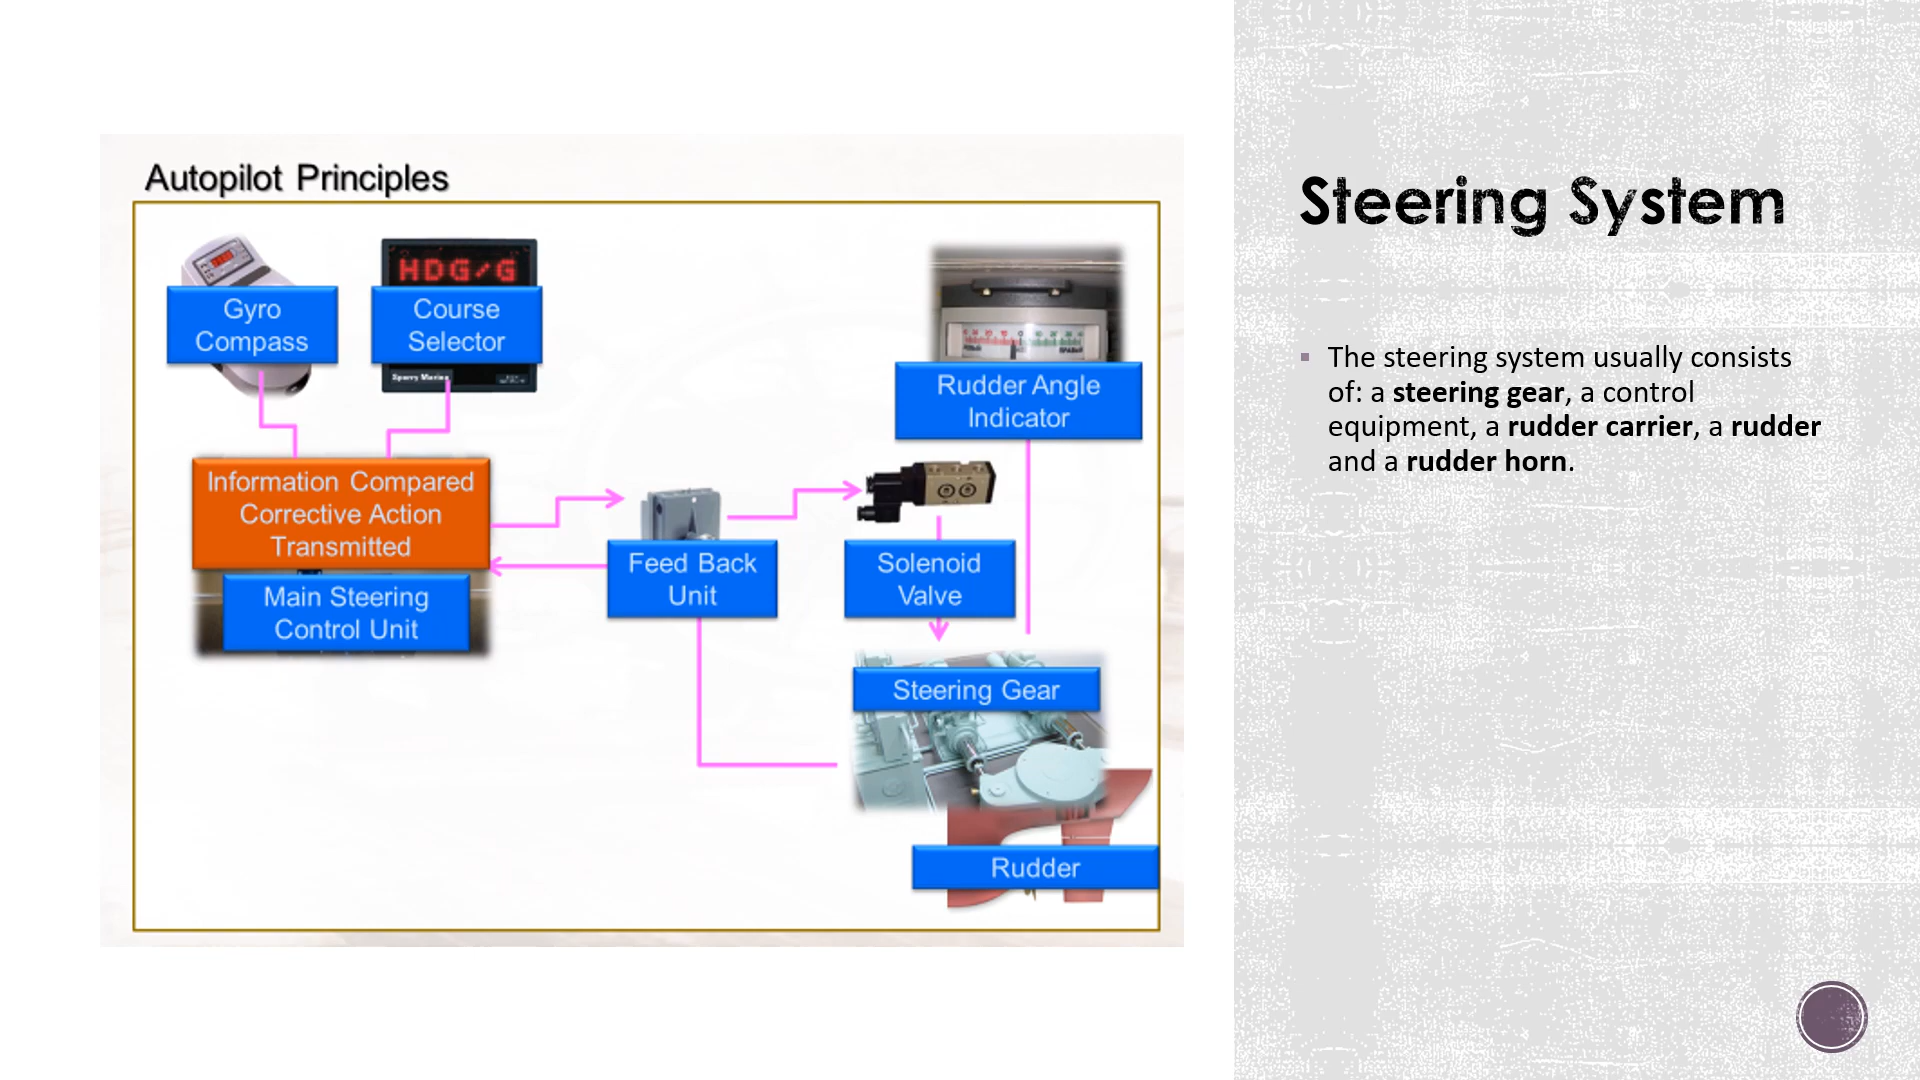 Autopilot Principles
HDG/G
Gyro
Compass
Course
Selector
Sperry Marine
Rudder Angle
Indicator
Information Compared
Corrective Action
Transmitted
Main Steering
Control Unit
Feed Back
Unit
Solenoid
Valve
Steering Gear
Rudder
Steering System
The steering system usually consists
of: a steering gear, a control
equipment, a rudder carrier, a rudder
and a rudder horn.